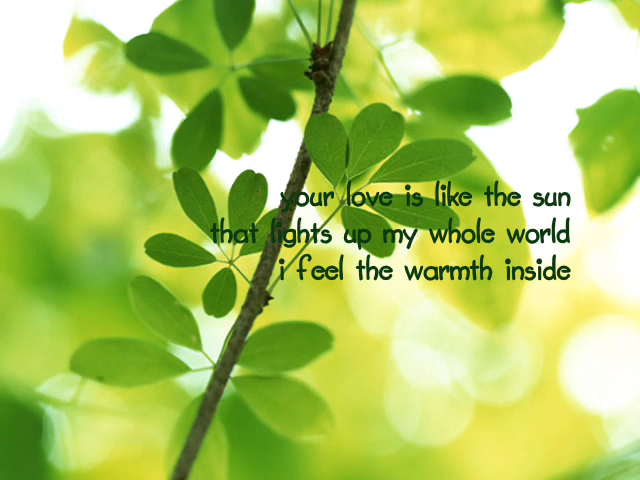 your love is like the sun
that lights up my whole world
i feel the warmth inside